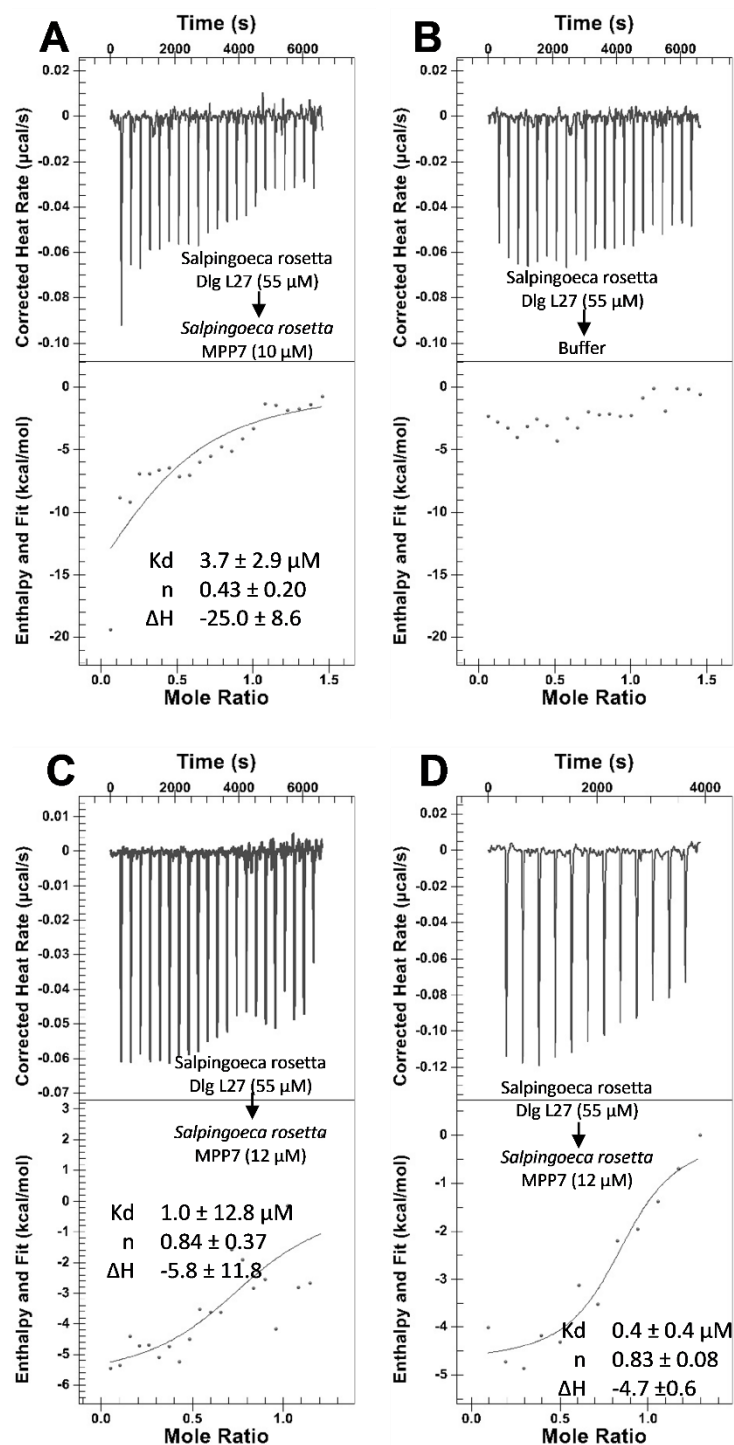 A
Time (s)
0 2000 4000 6000
0.02
0
-0.02
-0.04
-0.06
-0.08
-0.10
Corrected Heat Rate (µcal/s)
Salpingoeca rosetta
Dlg L27 (55 µM)
Salpingoeca rosetta
MPP7 (10 µM)
0
-5
-10
-15
-20
Enthalpy and Fit (kcal/mol)
Kd 3.7 ± 2.9 µM
n 0.43 ± 0.20
ΔH -25.0 ± 8.6
0.0 0.5 1.0 1.5
Mole Ratio
B
Time (s)
0 2000 4000 6000
0.02
0
-0.02
-0.04
-0.06
-0.08
-0.10
Corrected Heat Rate (µcal/s)
Salpingoeca rosetta
Dlg L27 (55 µM)
Buffer
0
-5
-10
-15
-20
Enthalpy and Fit (kcal/mol)
0.0 0.5 1.0 1.5
Mole Ratio
C
Time (s)
0 2000 4000 6000
0.01
0
-0.01
-0.02
-0.03
-0.04
-0.05
-0.06
-0.07
Corrected Heat Rate (µcal/s)
Salpingoeca rosetta
Dlg L27 (55 µM)
Salpingoeca rosetta
MPP7 (12 µM)
3
2
1
0
-1
-2
-3
-4
-5
-6
Enthalpy and Fit (kcal/mol)
Kd 1.0 ± 12.8 µM
n 0.84 ± 0.37
ΔH -5.8 ± 11.8
0.0 0.5 1.0
Mole Ratio
D
Time (s)
0 2000 4000
0.02
0
-0.02
-0.04
-0.06
-0.08
-0.10
-0.12
Corrected Heat Rate (µcal/s)
Salpingoeca rosetta
Dlg L27 (55 µM)
Salpingoeca rosetta
MPP7 (12 µM)
0
-1
-2
-3
-4
-5
Enthalpy and Fit (kcal/mol)
Kd 0.4 ± 0.4 µM
n 0.83 ± 0.08
ΔH -4.7 ±0.6
0.0 0.5 1.0
Mole Ratio